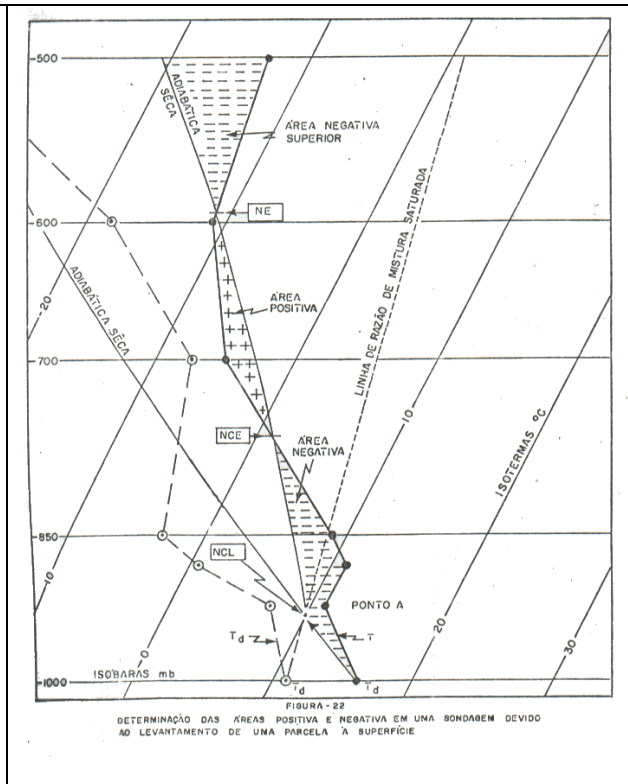 -500
ADIABÁTICA
SÊCA
ÁREA NEGATIVA
SUPERIOR
NE
-600
-20
ADIABÁTICA SÊCA
ÁREA
POSITIVA
LINHA DE RAZÃO DE MISTURA SATURADA
-700
10
NCE
ÁREA
NEGATIVA
ISOTERMAS ºC
-850
NCL
-10
PONTO A
Td
T
0
20
30
-1000
ISÓBARAS mb
Td
Td
FIGURA - 22
DETERMINAÇÃO DAS ÁREAS POSITIVA E NEGATIVA EM UMA SONDAGEM DEVIDO
AO LEVANTAMENTO DE UMA PARCELA À SUPERFÍCIE